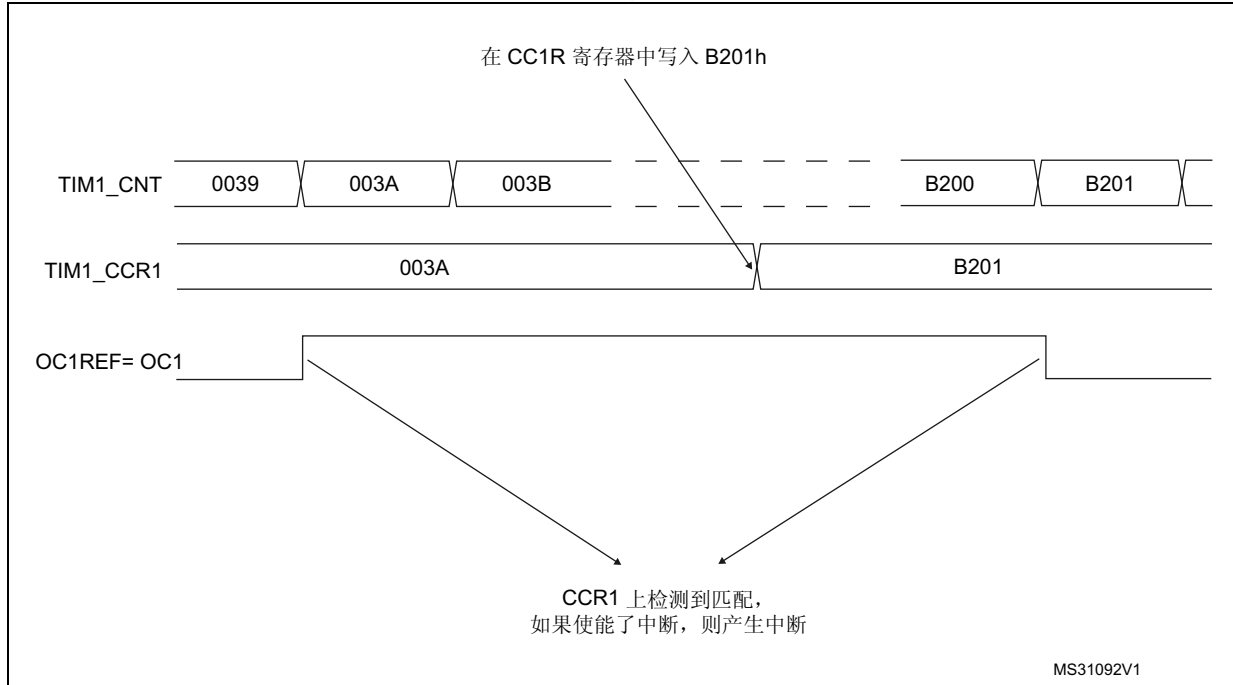 在 CC1R 寄存器中写入 B201h
TIM1_CNT 0039 003A 003B B200 B201
TIM1_CCR1 003A B201
OC1REF= OC1
CCR1 上检测到匹配，
如果使能了中断，则产生中断
MS31092V1